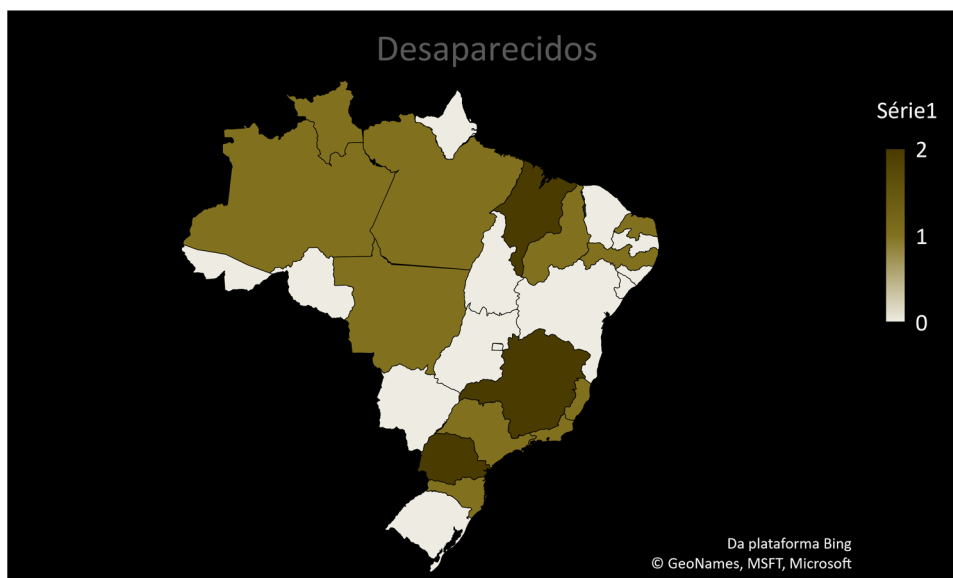 Desaparecidos
Série1
2
1
0
Da plataforma Bing
© GeoNames, MSFT, Microsoft